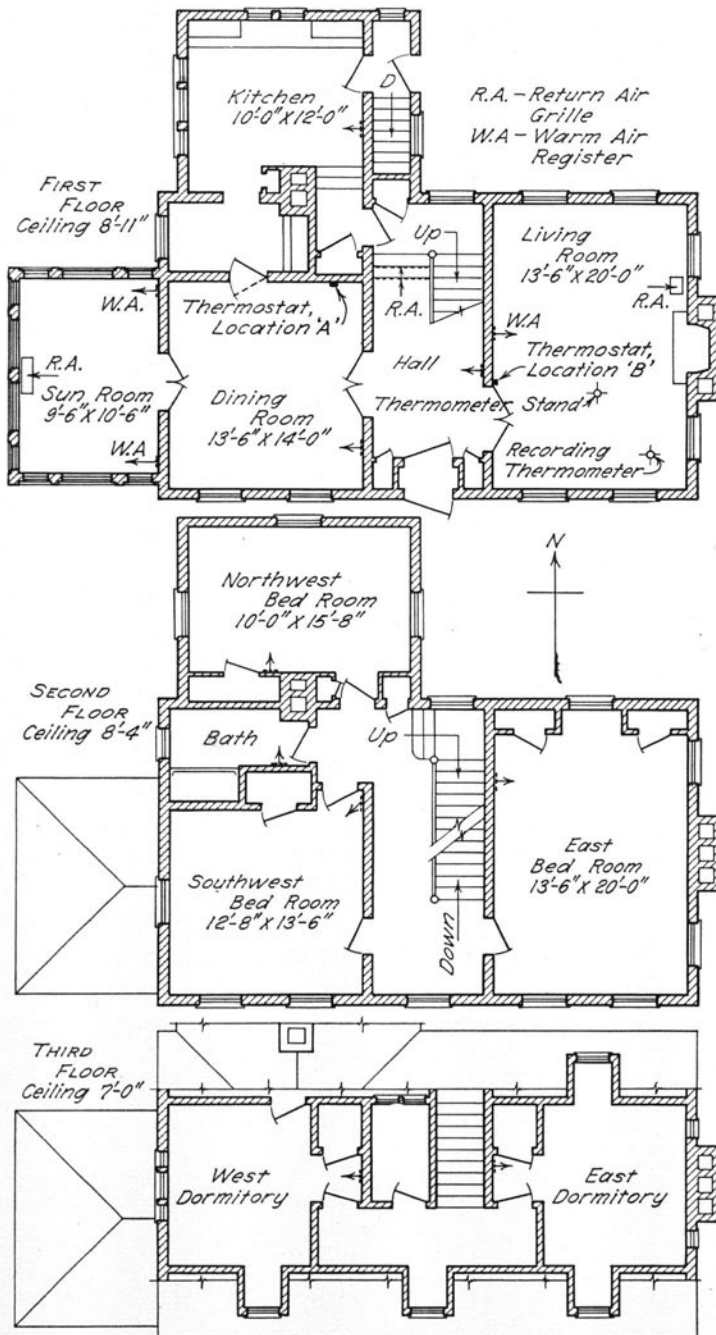 Kitchen
10'-0" X 12'-0"
D
R.A.-Return Air
Grille
W.A-Warm Air
Register
FIRST
FLOOR
Ceiling 8'-11"
W.A.
Thermostat,
Location 'A'
Up
R.A.
Living
Room
13'-6" X 20'-0"
R.A.
R.A.
Sun Room
9'-6" X 10'-6"
W.A
Dining
Room
13'-6" X 14'-0"
Hall
W.A
Thermostat,
Location 'B'
Thermometer Stand
Recording
Thermometer
N
Northwest
Bed Room
10'-0" X 15'-8"
SECOND
FLOOR
Ceiling 8'-4"
Bath
Up
Southwest
Bed Room
12'-8" X 13'-6"
Down
East
Bed Room
13'-6" X 20'-0"
THIRD
FLOOR
Ceiling 7'-0"
West
Dormitory
East
Dormitory